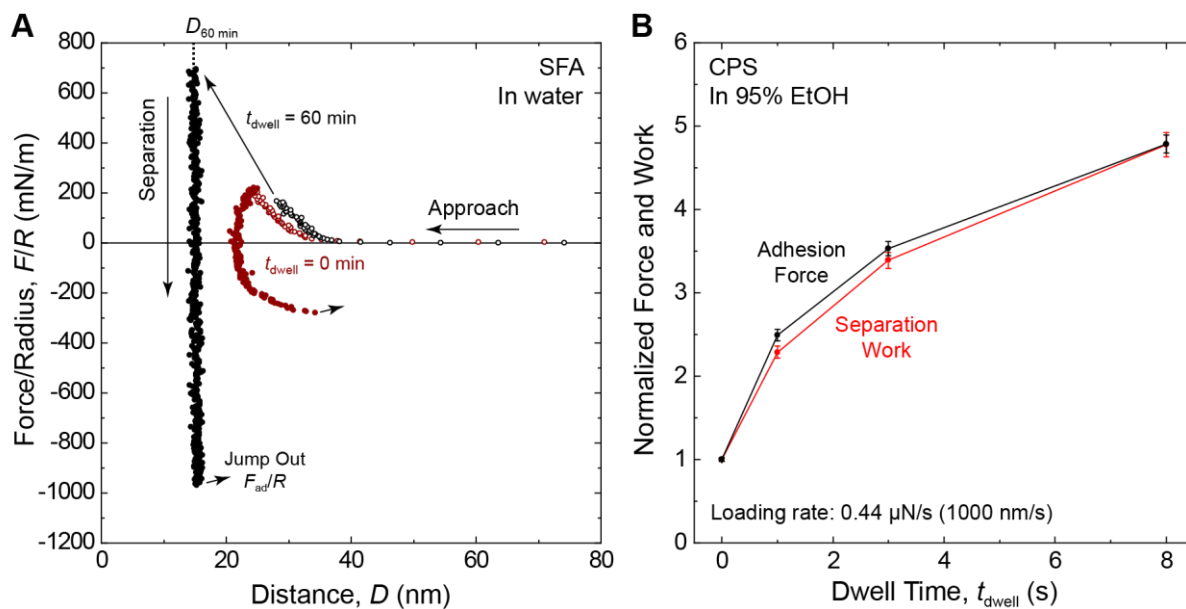 A
D60 min
800
600
400
200
0
-200
-400
-600
-800
-1000
-1200
Force/Radius, F/R (mN/m)
SFA
In water
Separation
tdwell = 60 min
Approach
tdwell = 0 min
Jump Out
Fad/R
0
20
40
60
80
Distance, D (nm)
B
6
5
4
3
2
1
0
Normalized Force and Work
CPS
In 95% EtOH
Adhesion
Force
Separation
Work
Loading rate: 0.44 μN/s (1000 nm/s)
0
2
4
6
8
Dwell Time, tdwell (s)